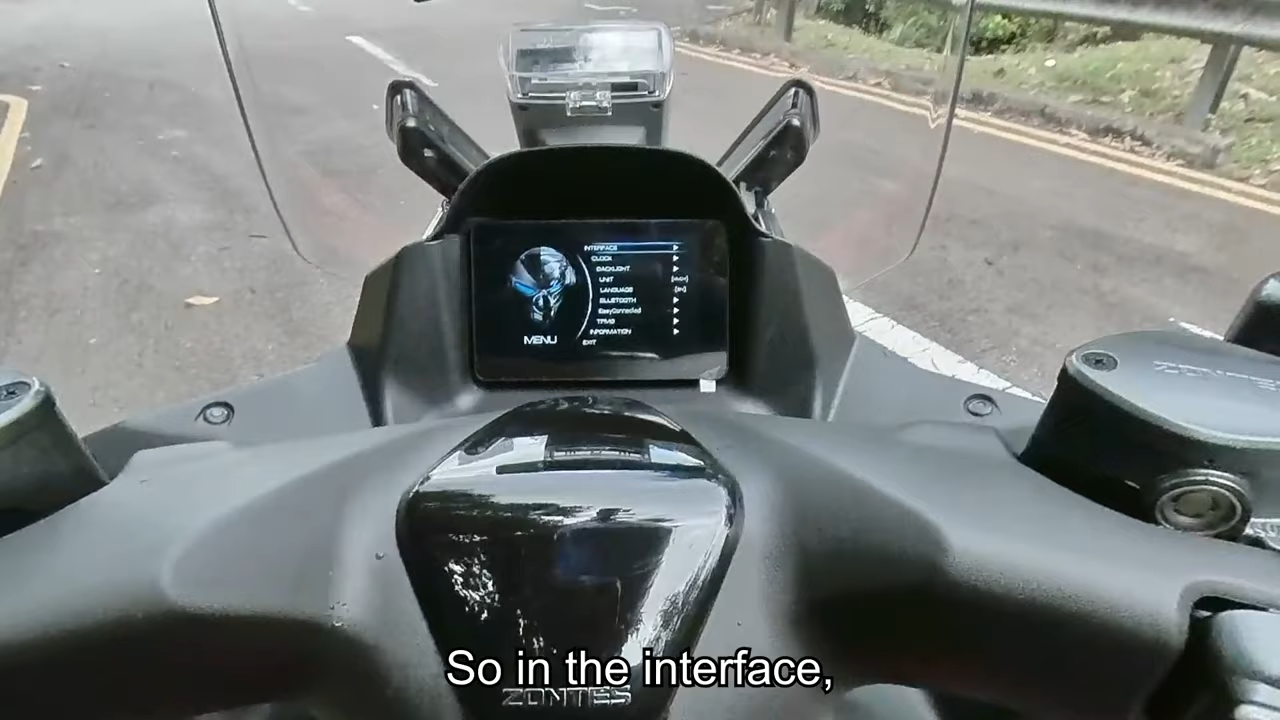 INTERFACE
CLOCK
BACKLIGHT
UNIT
LANGUAGE
BLUETOOTH
EasyConnected
TPMS
INFORMATION
EXIT
MENU
So in the interface,
ZONTES